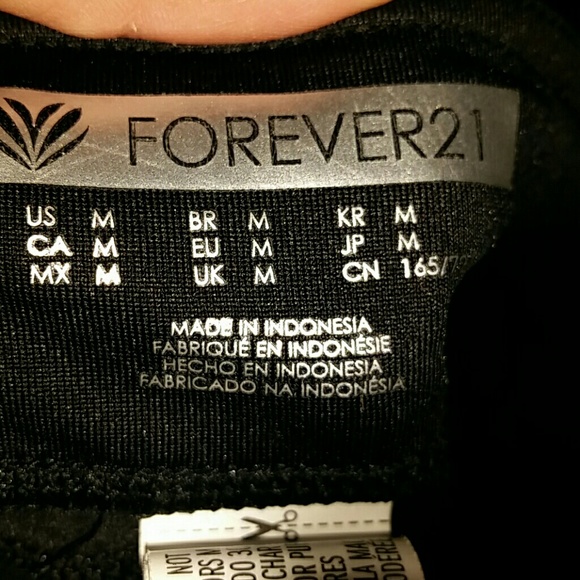 FOREVER21
US M BR M KR M
CA M EU M JP M
MX M UK M CN 165/
MADE IN INDONESIA
FABRIQUÉ EN INDONÉSIE
HECHO EN INDONESIA
FABRICADO NA INDONÉSIA
NOT